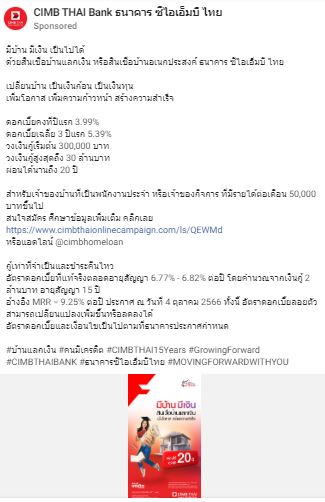 CIMB THAI Bank ธนาคาร ซีไอเอ็มบี ไทย
Sponsored
มีบ้าน มีเงิน เป็นไปได้
ด้วยสินเชื่อบ้านแลกเงิน หรือสินเชื่อบ้านอเนกประสงค์ ธนาคาร ซีไอเอ็มบี ไทย
เปลี่ยนบ้าน เป็นเงินก้อน เป็นเงินทุน
เพิ่มโอกาส เพิ่มความก้าวหน้า สร้างความสำเร็จ
ดอกเบี้ยคงที่ปีแรก 3.99%
ดอกเบี้ยเฉลี่ย 3 ปีแรก 5.39%
วงเงินกู้เริ่มต้น 300,000 บาท
วงเงินกู้สูงสุดถึง 30 ล้านบาท
ผ่อนได้นานถึง 20 ปี
สำหรับเจ้าของบ้านที่เป็นพนักงานประจำ หรือเจ้าของกิจการ ที่มีรายได้ต่อเดือน 50,000
บาทขึ้นไป
สนใจสมัคร ศึกษาข้อมูลเพิ่มเติม คลิกเลย
https://www.cimbthaionlinecampaign.com/ls/QEWMd
หรือแอดไลน์ @cimbhomeloan
กู้เท่าที่จำเป็นและชำระคืนไหว
อัตราดอกเบี้ยที่แท้จริงตลอดอายุสัญญา 6.77% - 6.82% ต่อปี โดยคำนวณจากเงินกู้ 2
ล้านบาท อายุสัญญา 15 ปี
อ้างอิง MRR = 9.25% ต่อปี ประกาศ ณ วันที่ 4 ตุลาคม 2566 ทั้งนี้ อัตราดอกเบี้ยลอยตัว
สามารถเปลี่ยนแปลงเพิ่มขึ้นหรือลดลงได้
อัตราดอกเบี้ยและเงื่อนไขเป็นไปตามที่ธนาคารประกาศกำหนด
#บ้านแลกเงิน #คนมีเครดิต #CIMBTHAI15Years #GrowingForward
#CIMBTHAIBANK #ธนาคารซีไอเอ็มบีไทย #MOVINGFORWARDWITHYOU
มีบ้าน มีเงิน
สินเชื่อบ้านแลกเงิน
20ปี
CIMB THAI